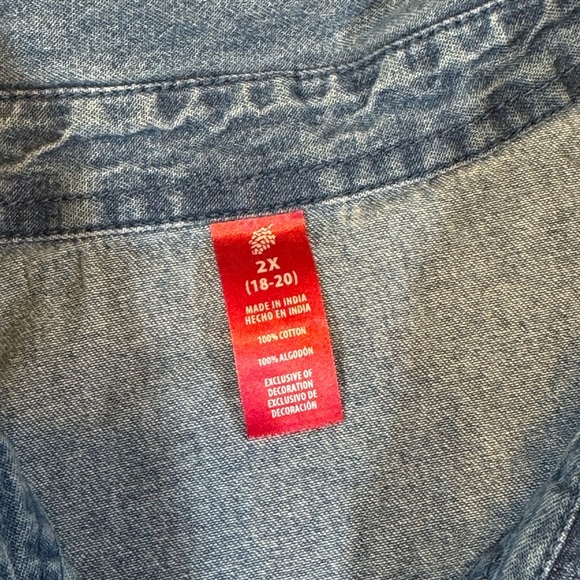 2X
(18-20)
MADE IN INDIA
HECHO EN INDIA
100% COTTON
100% ALGODÓN
EXCLUSIVE OF
DECORATION
EXCLUSIVO DE
DECORACIÓN